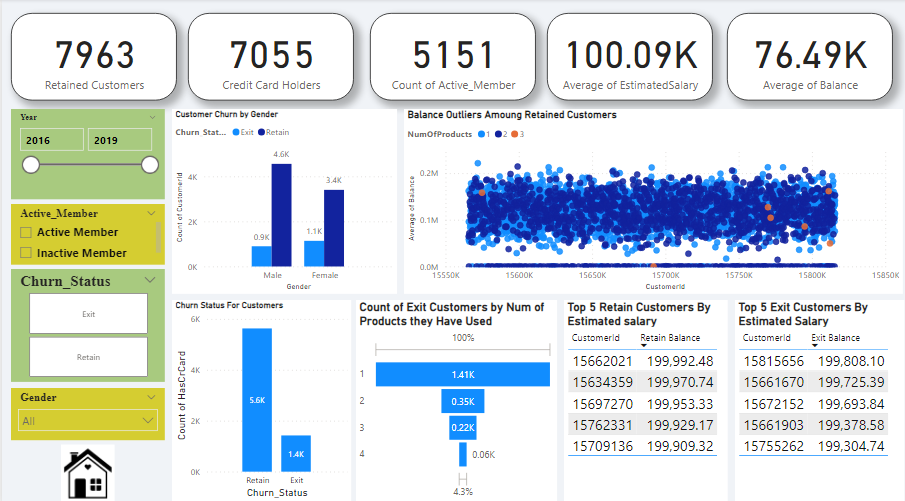 7963
Retained Customers
7055
Credit Card Holders
5151
Count of Active_Member
100.09K
Average of EstimatedSalary
76.49K
Average of Balance
Year
2016 2019
Active_Member
Active Member
Inactive Member
Churn_Status
Exit
Retain
Gender
All
Customer Churn by Gender
Churn_Stat... Exit Retain
Count of CustomerId
4K
2K
0K
0.9K 4.6K
1.1K 3.4K
Male Female
Gender
Balance Outliers Amoung Retained Customers
NumOfProducts 1 2 3
Average of Balance
0.2M
0.1M
0.0M
15550K 15600K 15650K 15700K 15750K 15800K 15850K
CustomerId
Churn Status For Customers
Count of HasCrCard
6K
4K
2K
0K
5.6K
1.4K
Retain Exit
Churn_Status
Count of Exit Customers by Num of
Products they Have Used
100%
1 1.41K
2 0.35K
3 0.22K
4 0.06K
4.3%
Top 5 Retain Customers By
Estimated salary
CustomerId Retain Balance
15662021 199,992.48
15634359 199,970.74
15697270 199,953.33
15762331 199,929.17
15709136 199,909.32
Top 5 Exit Customers By
Estimated Salary
CustomerId Exit Balance
15815656 199,808.10
15661670 199,725.39
15672152 199,693.84
15661903 199,378.58
15755262 199,304.74